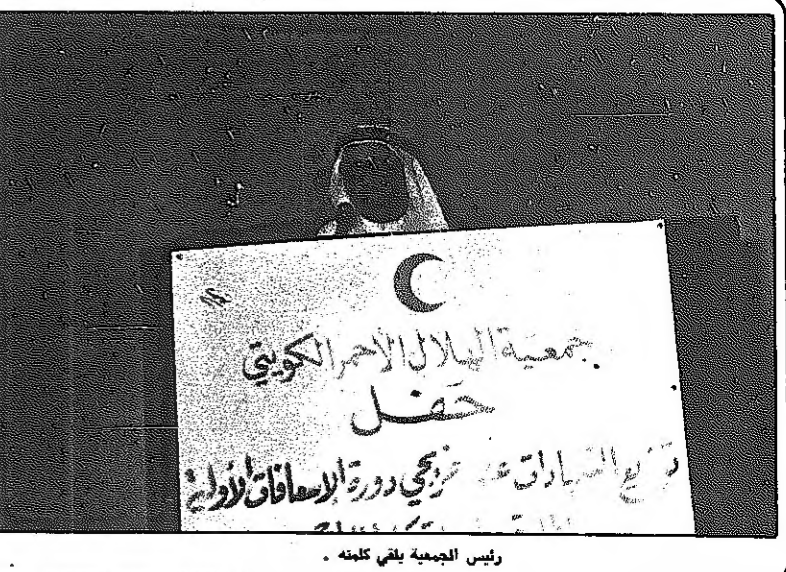 جمعية الهلال الأحمر الكويتي
حفل
توزيع الشهادات على خريجي دورة الإسعافات الأولية
رئيس الجمعية يلقي كلمته .